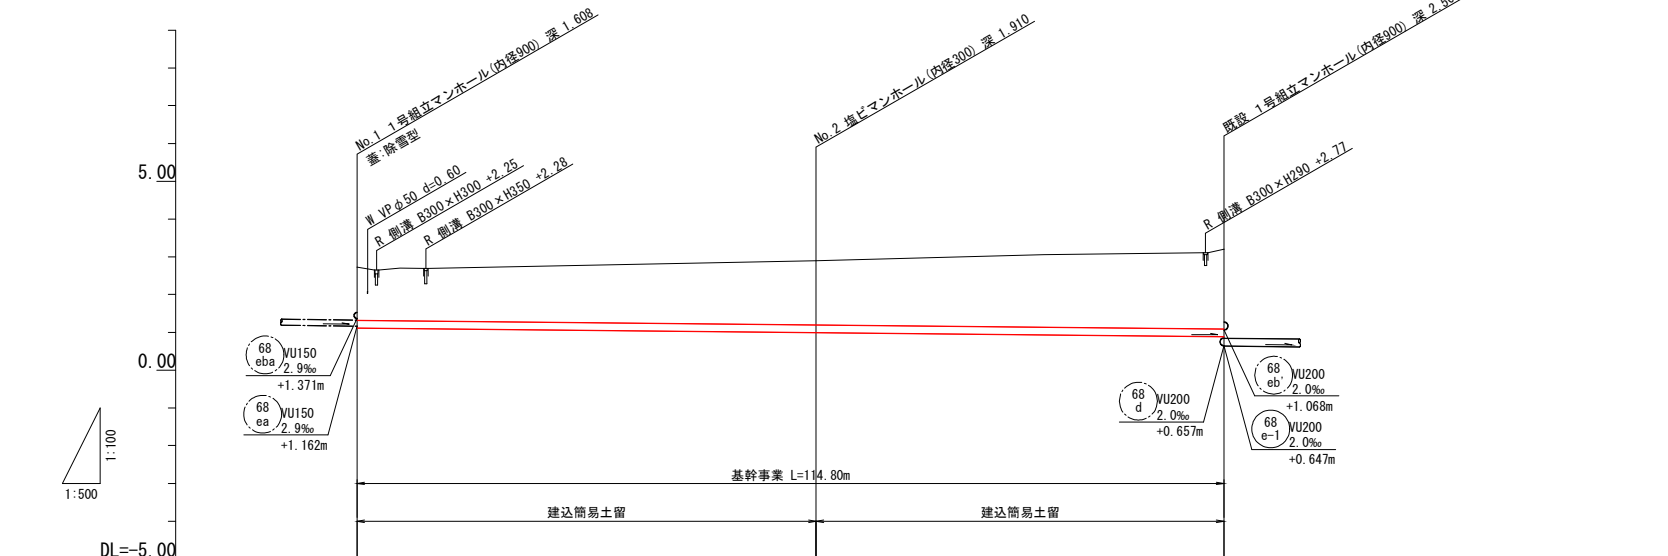 No.1 1号組立マンホール(内径900) 深 1.608
蓋:除雪型
W VPφ50 d=0.60
R 側溝 B300×H300 +2.25
R 側溝 B300×H350 +2.28
No.2 塩ビマンホール(内径300) 深 1.910
既設 1号組立マンホール(内径900) 深
R 側溝 B300×H290 +2.77
5.00
0.00
DL=-5.00
68
eba
VU150
2.9‰
+1.371m
68
ea
VU150
2.9‰
+1.162m
68
d
VU200
2.0‰
+0.657m
68
eb'
VU200
2.0‰
+1.068m
68
e-1
VU200
2.0‰
+0.647m
1:100
1:500
基幹事業 L=114.80m
建込簡易土留
建込簡易土留